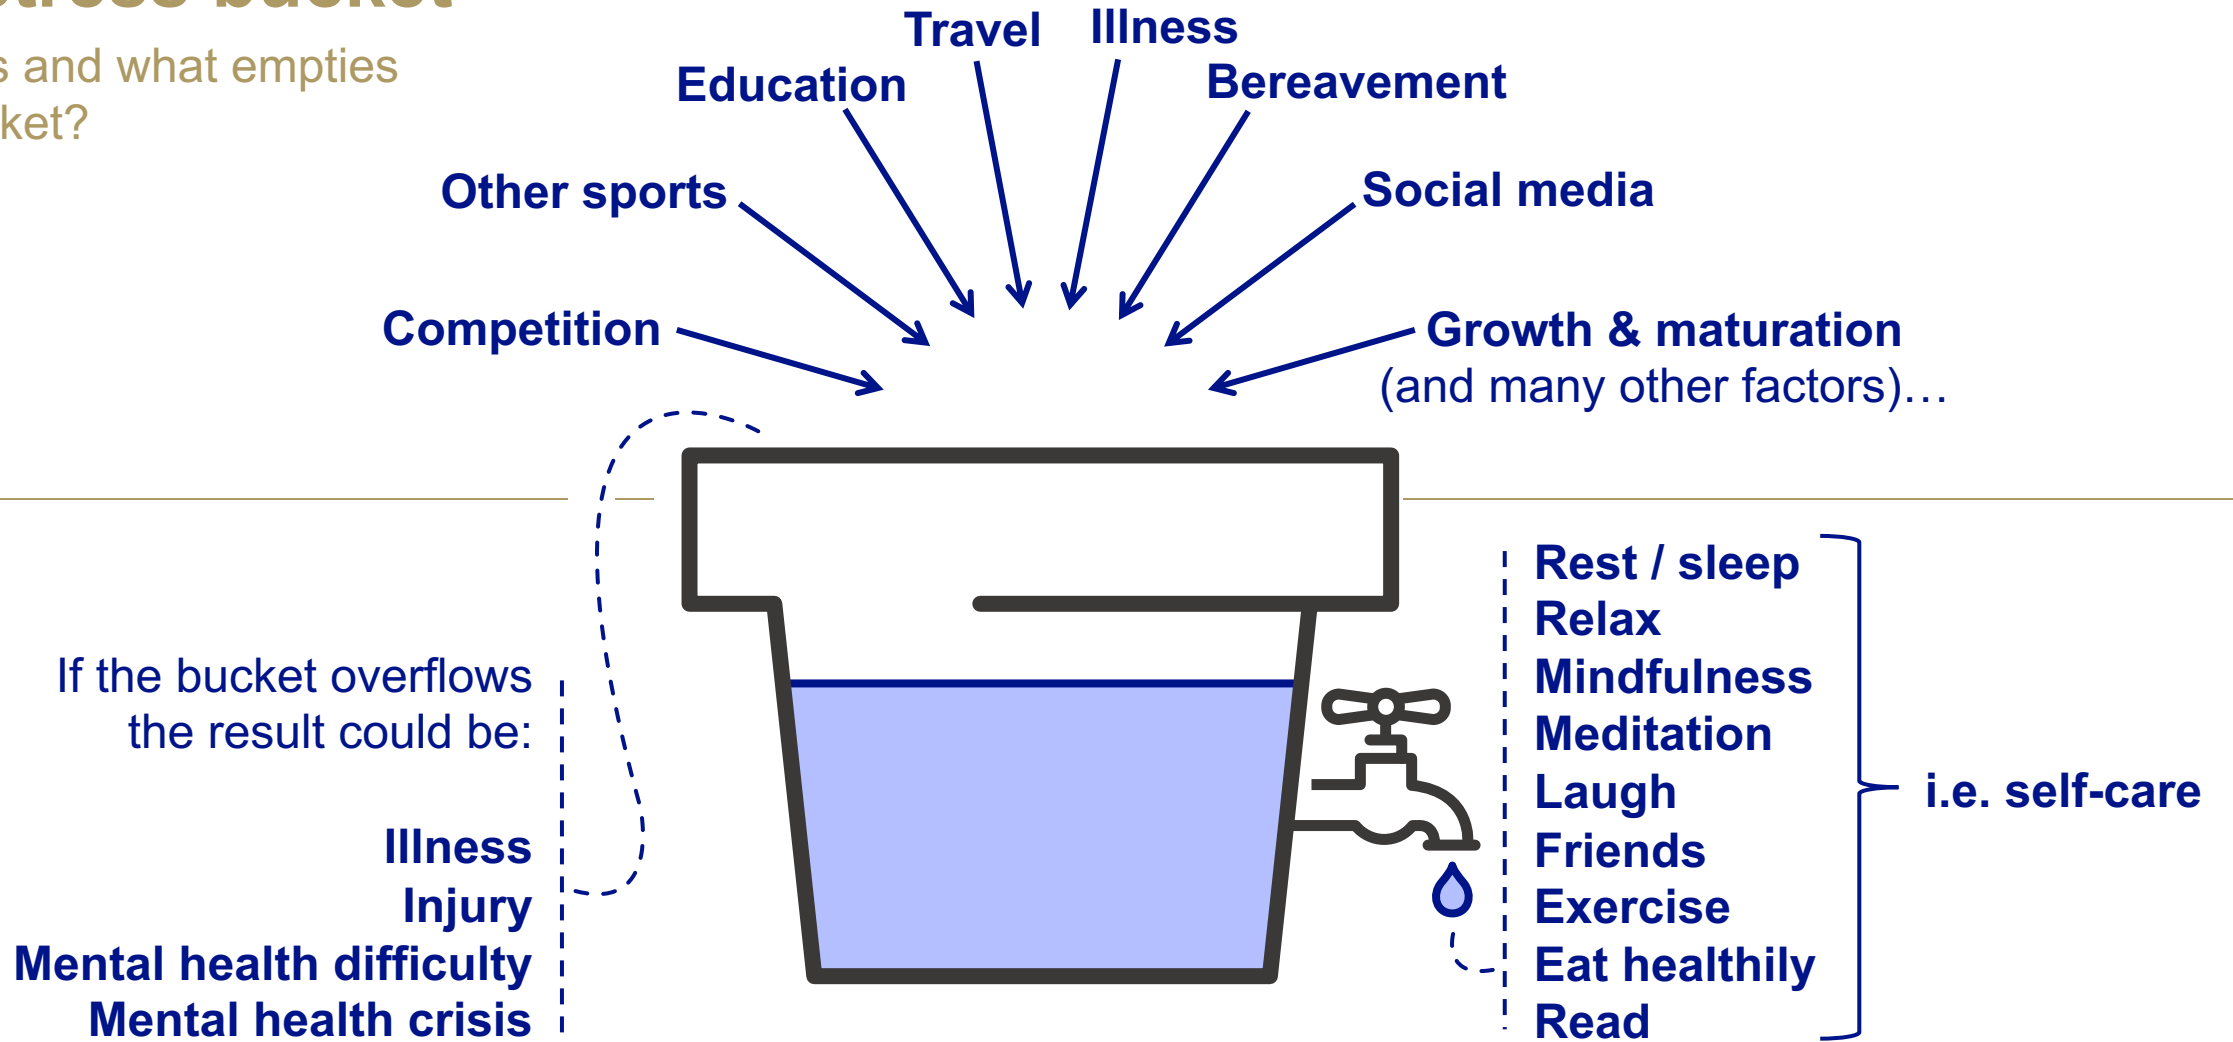 stress bucket
s and what empties
ket?
Travel
Illness
Education
Bereavement
Other sports
Social media
Competition
Growth & maturation
(and many other factors)…
If the bucket overflows
the result could be:
Illness
Injury
Mental health difficulty
Mental health crisis
Rest / sleep
Relax
Mindfulness
Meditation
Laugh
Friends
Exercise
Eat healthily
Read
i.e. self-care